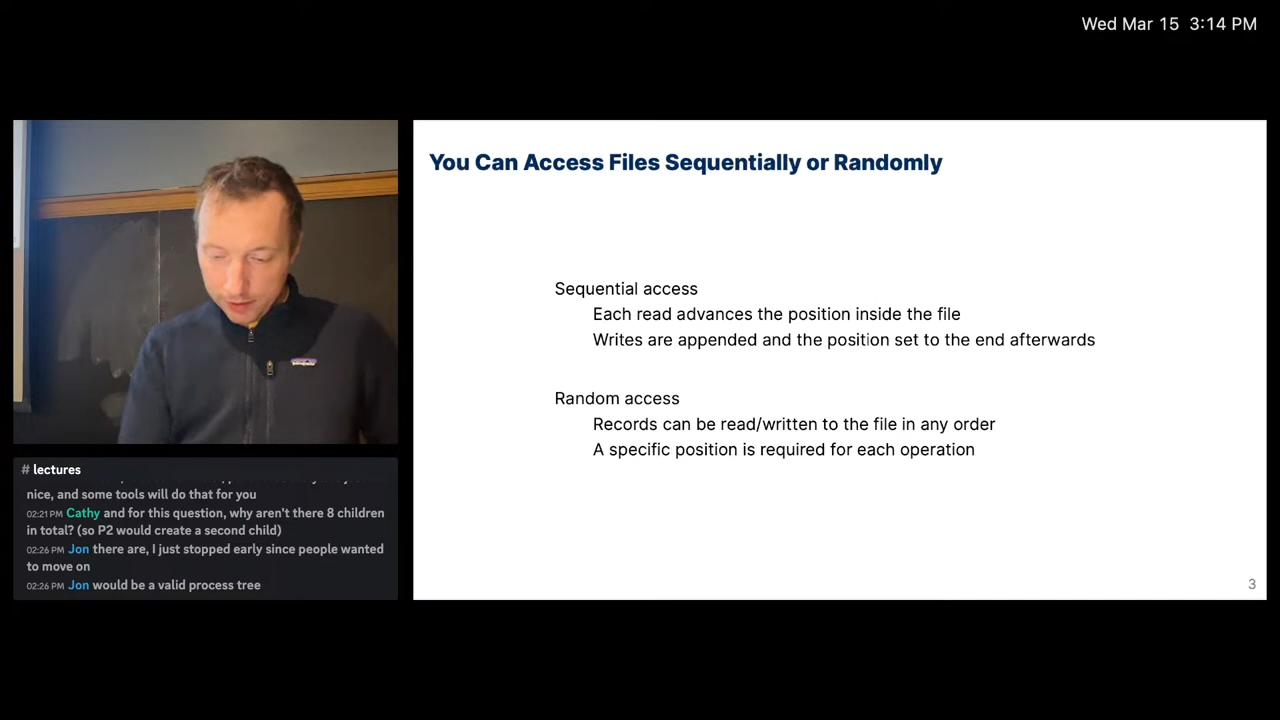 Wed Mar 15 3:14 PM
You Can Access Files Sequentially or Randomly
Sequential access
Each read advances the position inside the file
Writes are appended and the position set to the end afterwards
Random access
Records can be read/written to the file in any order
A specific position is required for each operation
3
# lectures
nice, and some tools will do that for you
02:21 PM Cathy and for this question, why aren't there 8 children
in total? (so P2 would create a second child)
02:26 PM Jon there are, I just stopped early since people wanted
to move on
02:26 PM Jon would be a valid process tree